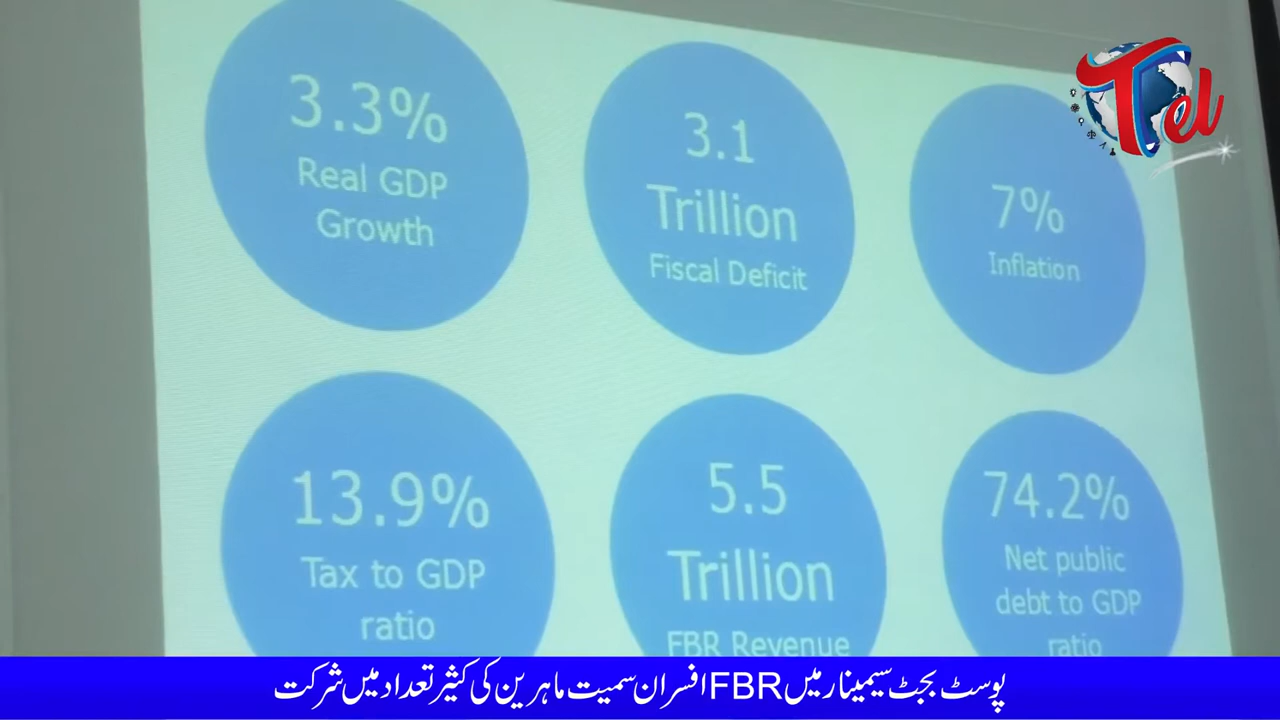 3.3%
Real GDP
Growth
3.1
Trillion
Fiscal Deficit
7%
Inflation
13.9%
Tax to GDP
ratio
5.5
Trillion
FBR Revenue
74.2%
Net public
debt to GDP
ratio
Tel
پوسٹ بجٹ سیمینار میں FBR افسران سمیت ماہرین کی کثیر تعداد میں شرکت